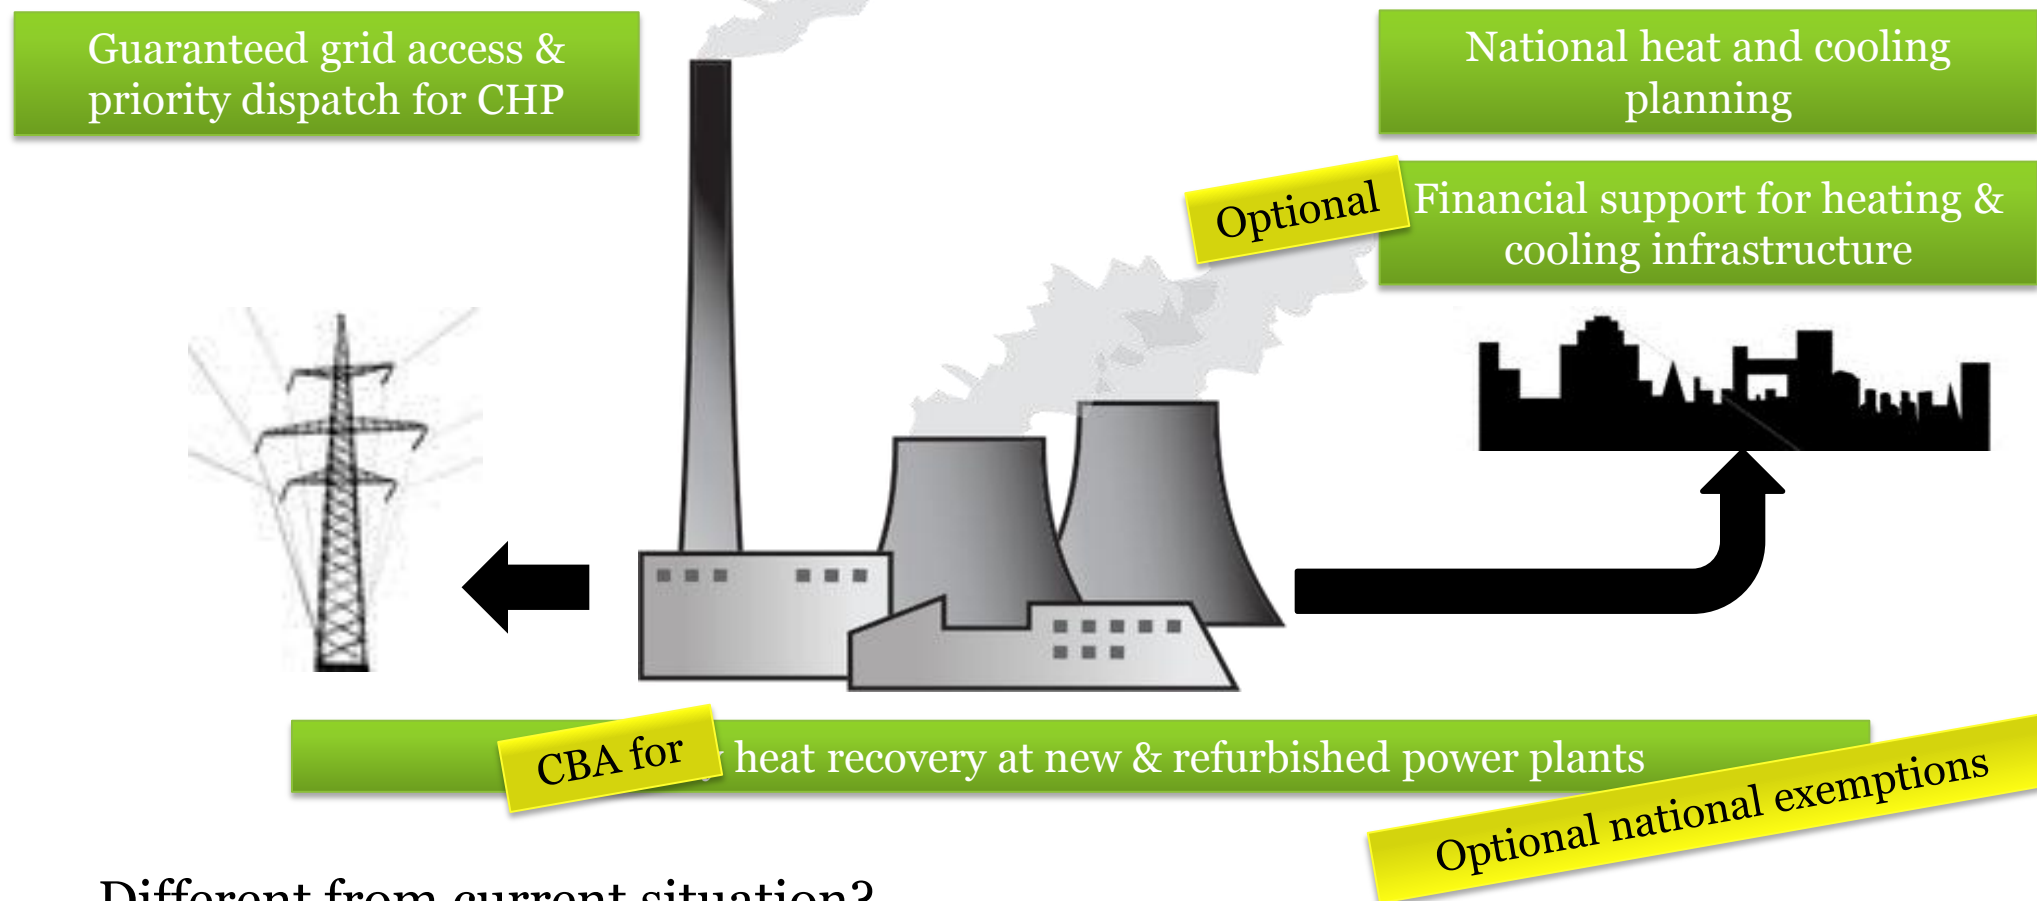 Guaranteed grid access &
priority dispatch for CHP
National heat and cooling
planning
Optional
Financial support for heating &
cooling infrastructure
CBA for
heat recovery at new & refurbished power plants
Optional national exemptions
Different from current situation?